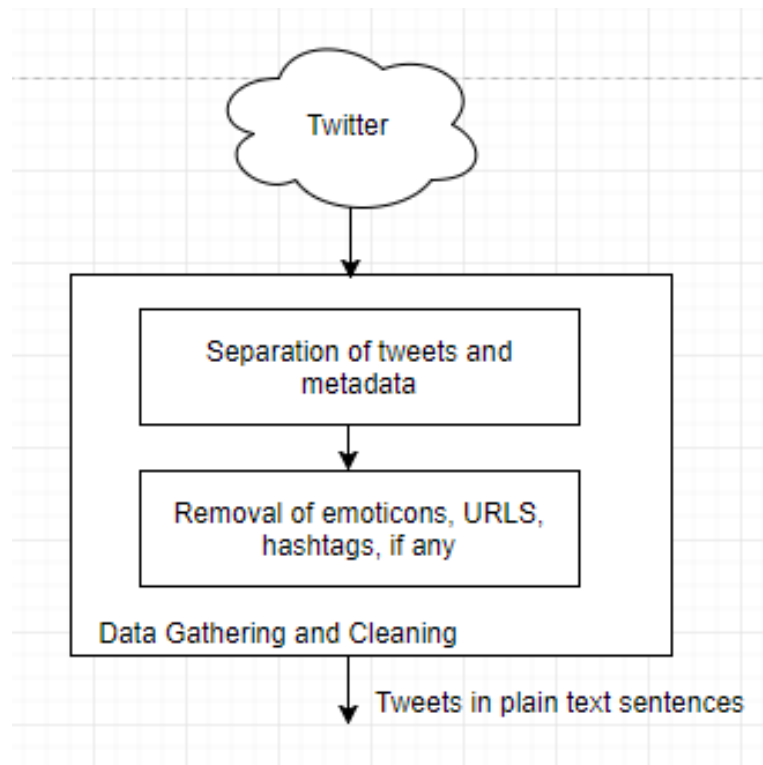 Twitter
Separation of tweets and
metadata
Removal of emoticons, URLS,
hashtags, if any
Data Gathering and Cleaning
Tweets in plain text sentences